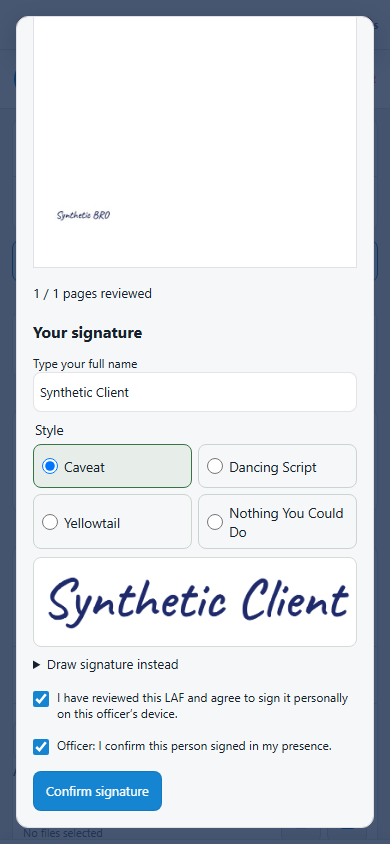 Synthetic BRO
1 / 1 pages reviewed
Your signature
Type your full name
Synthetic Client
Style
Caveat
Dancing Script
Yellowtail
Nothing You Could
Do
Synthetic Client
Draw signature instead
I have reviewed this LAF and agree to sign it personally
on this officer’s device.
Officer: I confirm this person signed in my presence.
Confirm signature
No files selected